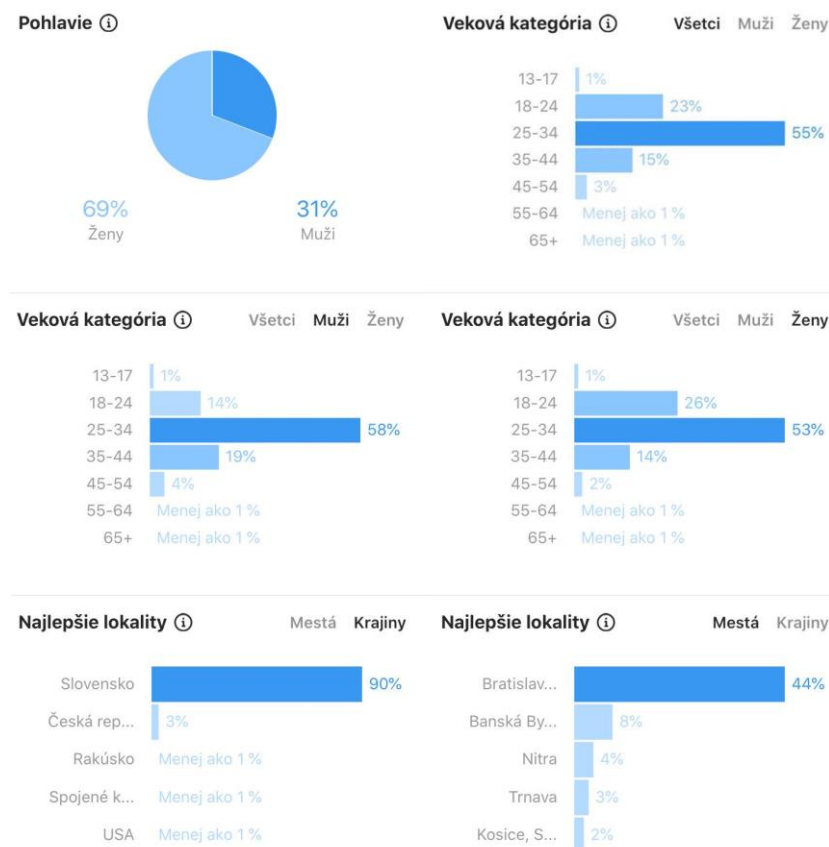 Pohlavie
69% 31%
Ženy Muži
Veková kategória Všetci Muži Ženy
13-17 1%
18-24 23%
25-34 55%
35-44 15%
45-54 3%
55-64 Menej ako 1 %
65+ Menej ako 1 %
Veková kategória Všetci Muži Ženy
13-17 1%
18-24 14%
25-34 58%
35-44 19%
45-54 4%
55-64 Menej ako 1 %
65+ Menej ako 1 %
Veková kategória Všetci Muži Ženy
13-17 1%
18-24 26%
25-34 53%
35-44 14%
45-54 2%
55-64 Menej ako 1 %
65+ Menej ako 1 %
Najlepšie lokality Mestá Krajiny
Slovensko 90%
Česká rep... 3%
Rakúsko Menej ako 1 %
Spojené k... Menej ako 1 %
USA Menej ako 1 %
Najlepšie lokality Mestá Krajiny
Bratislav... 44%
Banská By... 8%
Nitra 4%
Trnava 3%
Kosice, S... 2%